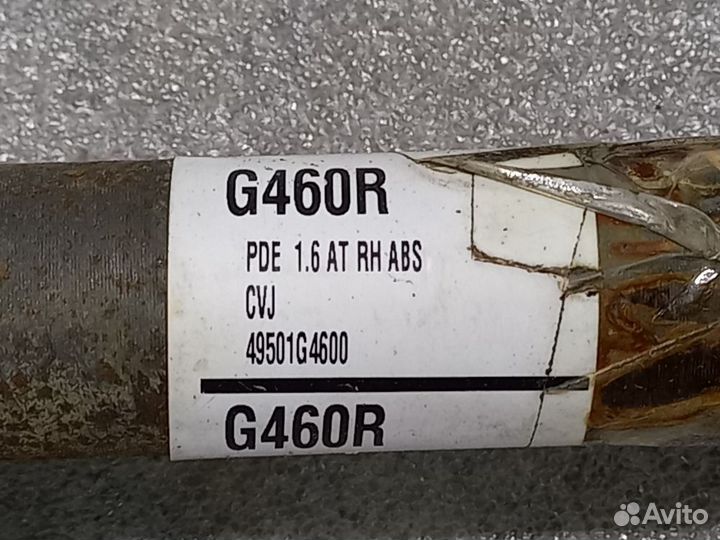 G460R
PDE 1.6 AT RH ABS
CVJ
49501G4600
G460R
Avito